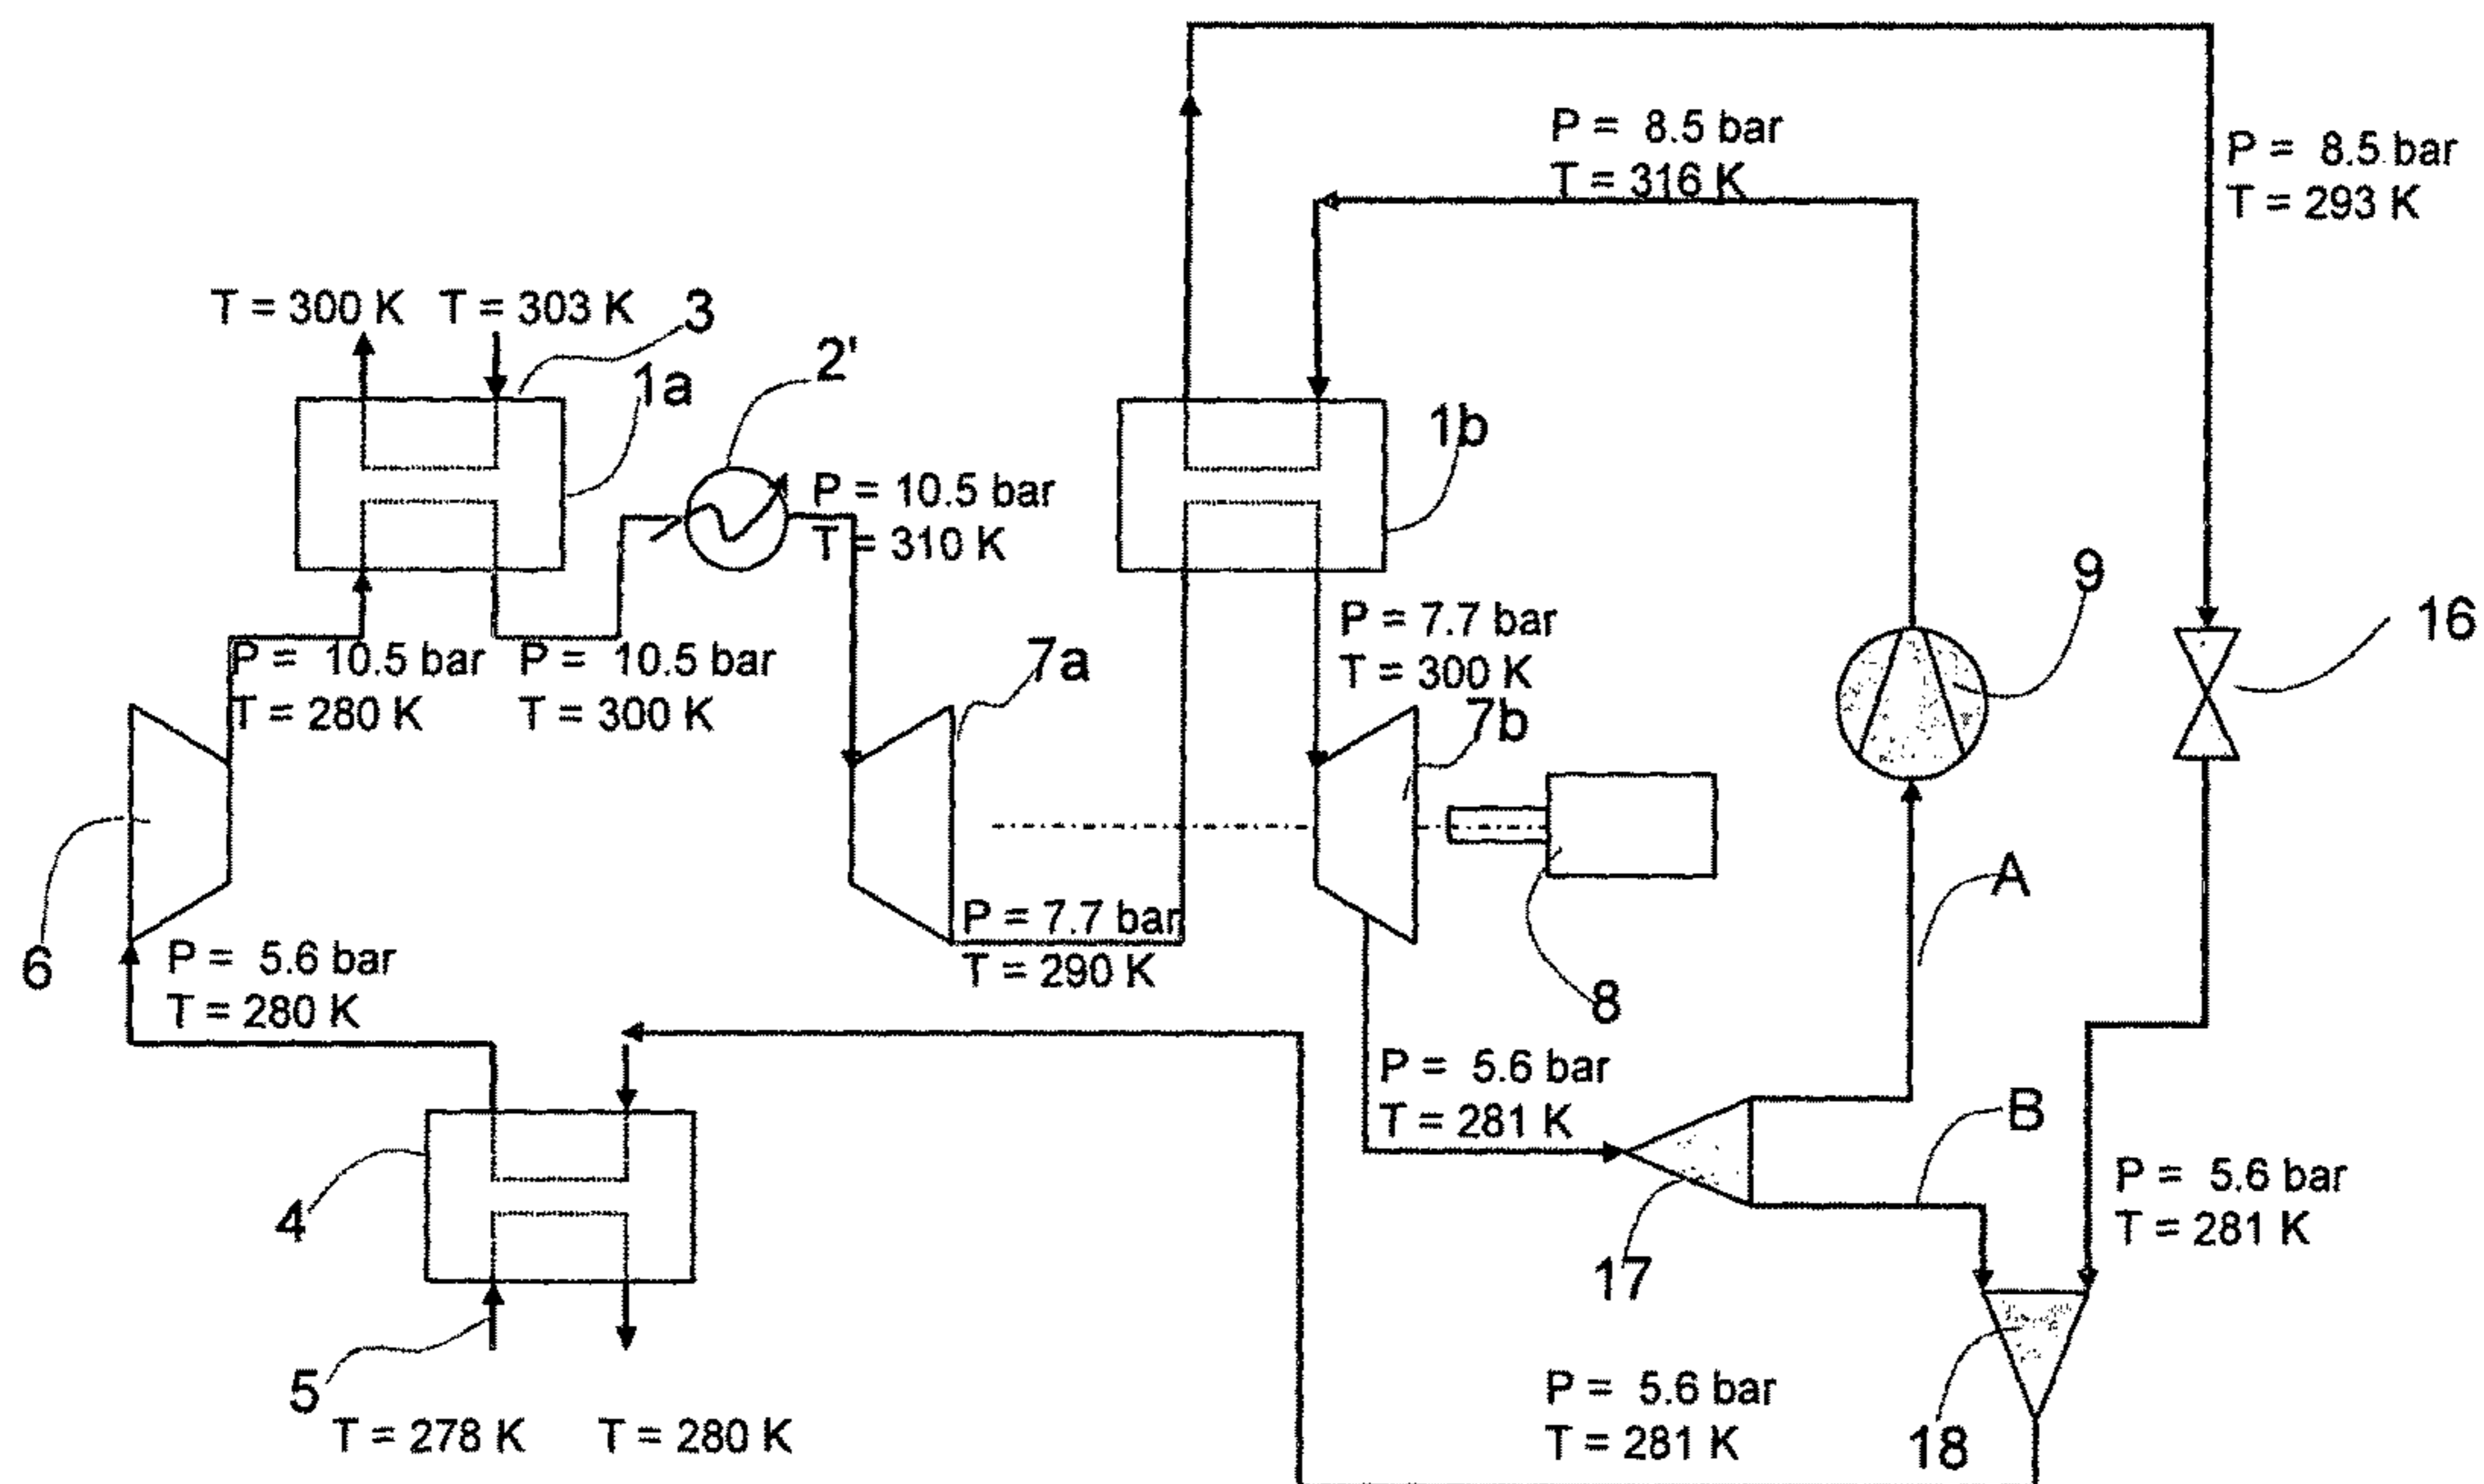 P = 8.5 bar
T = 316 K
P = 8.5 bar
T = 293 K
T = 300 K
T = 303 K
3
1a
2'
1b
P = 10.5 bar
T = 310 K
9
16
P = 7.7 bar
T = 300 K
P = 10.5 bar
T = 280 K
P = 10.5 bar
T = 300 K
7a
7b
6
P = 5.6 bar
T = 280 K
P = 7.7 bar
T = 290 K
8
A
P = 5.6 bar
T = 281 K
B
4
17
P = 5.6 bar
T = 281 K
5
T = 278 K
T = 280 K
P = 5.6 bar
T = 281 K
18